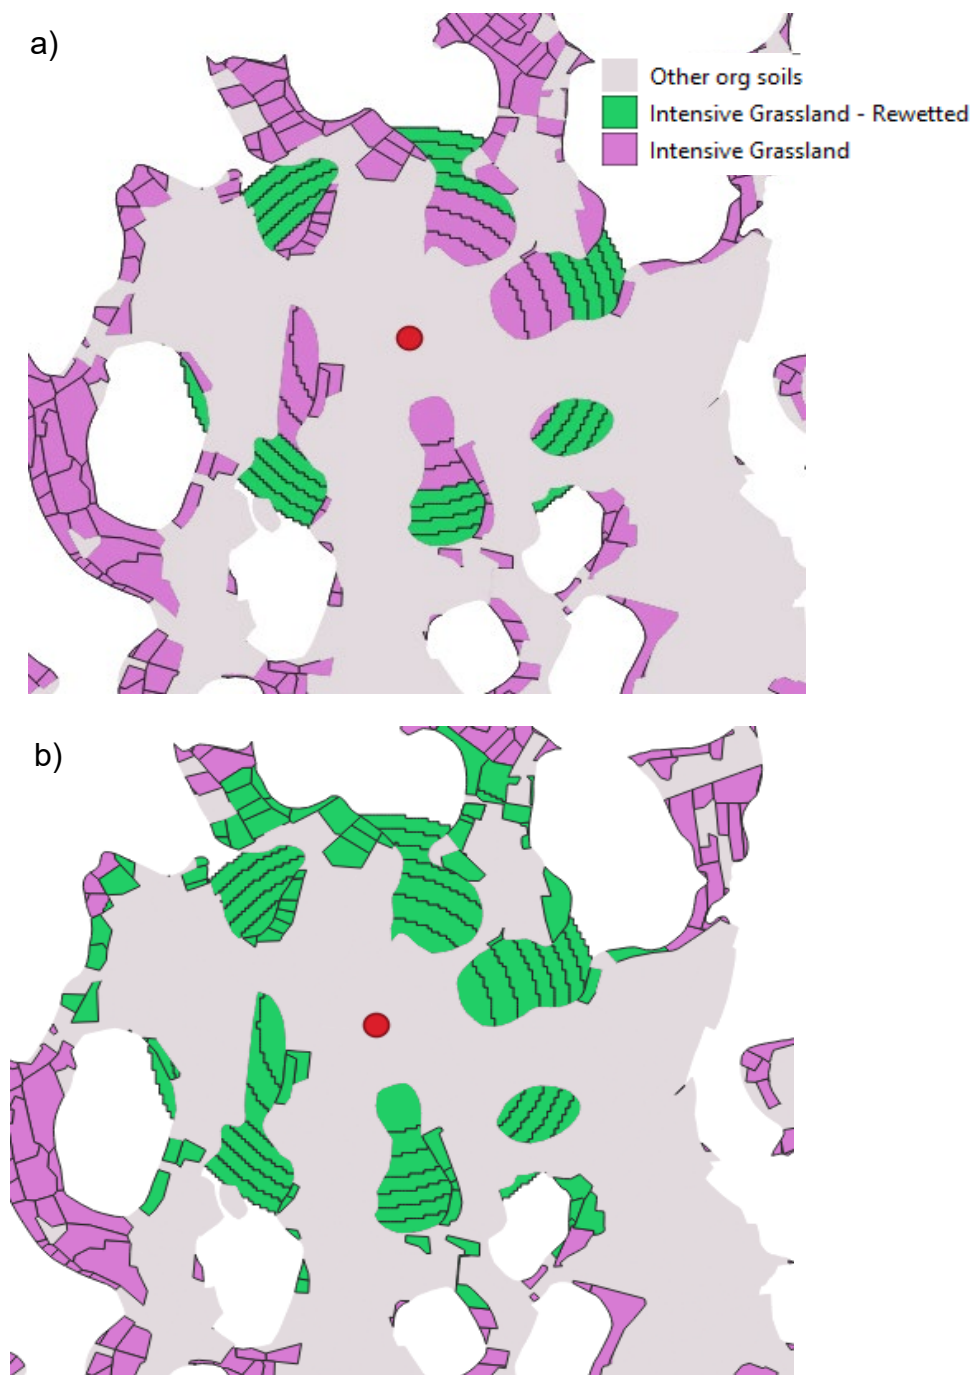 a)
Other org soils
Intensive Grassland - Rewetted
Intensive Grassland
b)